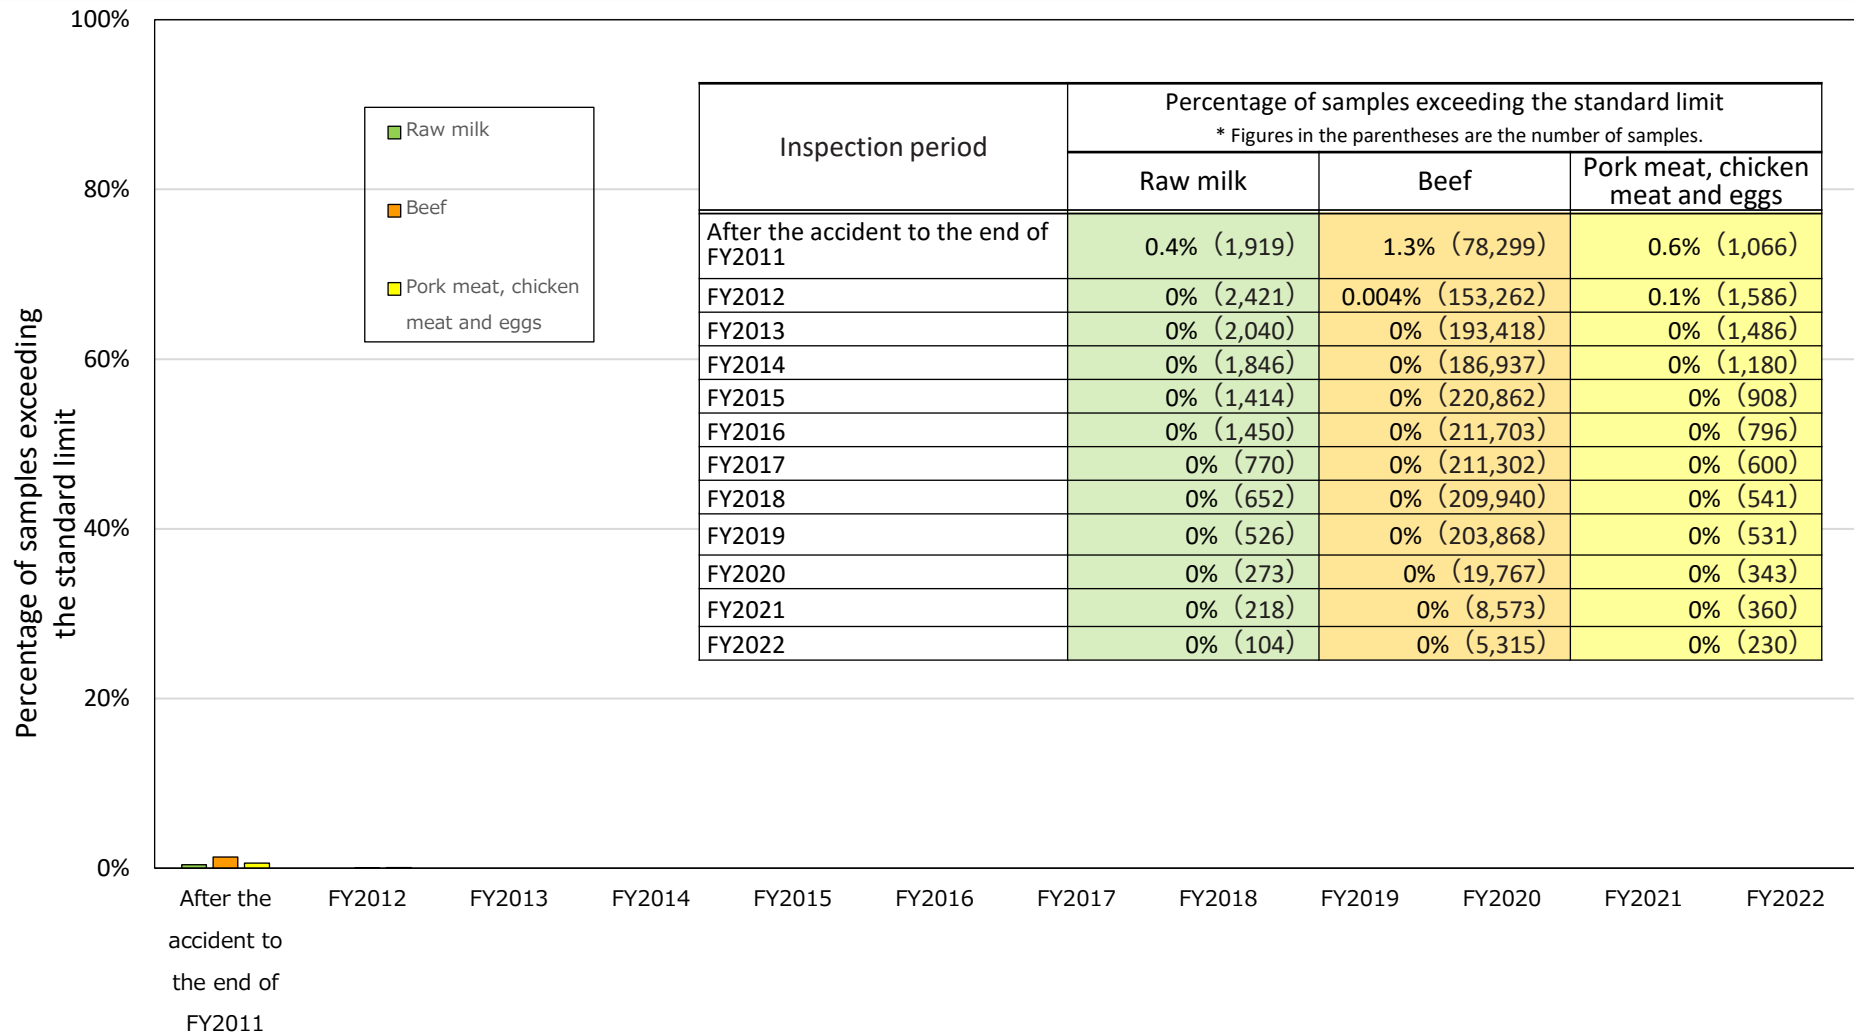 100%
80%
60%
40%
20%
0%
Percentage of samples exceeding
the standard limit
Raw milk
Beef
Pork meat, chicken
meat and eggs
Inspection period
Percentage of samples exceeding the standard limit
* Figures in the parentheses are the number of samples.
Raw milk
Beef
Pork meat, chicken
meat and eggs
After the accident to the end of
FY2011
0.4%（1,919） 1.3%（78,299） 0.6%（1,066）
FY2012 0%（2,421） 0.004%（153,262） 0.1%（1,586）
FY2013 0%（2,040） 0%（193,418） 0%（1,486）
FY2014 0%（1,846） 0%（186,937） 0%（1,180）
FY2015 0%（1,414） 0%（220,862） 0%（908）
FY2016 0%（1,450） 0%（211,703） 0%（796）
FY2017 0%（770） 0%（211,302） 0%（600）
FY2018 0%（652） 0%（209,940） 0%（541）
FY2019 0%（526） 0%（203,868） 0%（531）
FY2020 0%（273） 0%（19,767） 0%（343）
FY2021 0%（218） 0%（8,573） 0%（360）
FY2022 0%（104） 0%（5,315） 0%（230）
After the
accident to
the end of
FY2011
FY2012 FY2013 FY2014 FY2015 FY2016 FY2017 FY2018 FY2019 FY2020 FY2021 FY2022